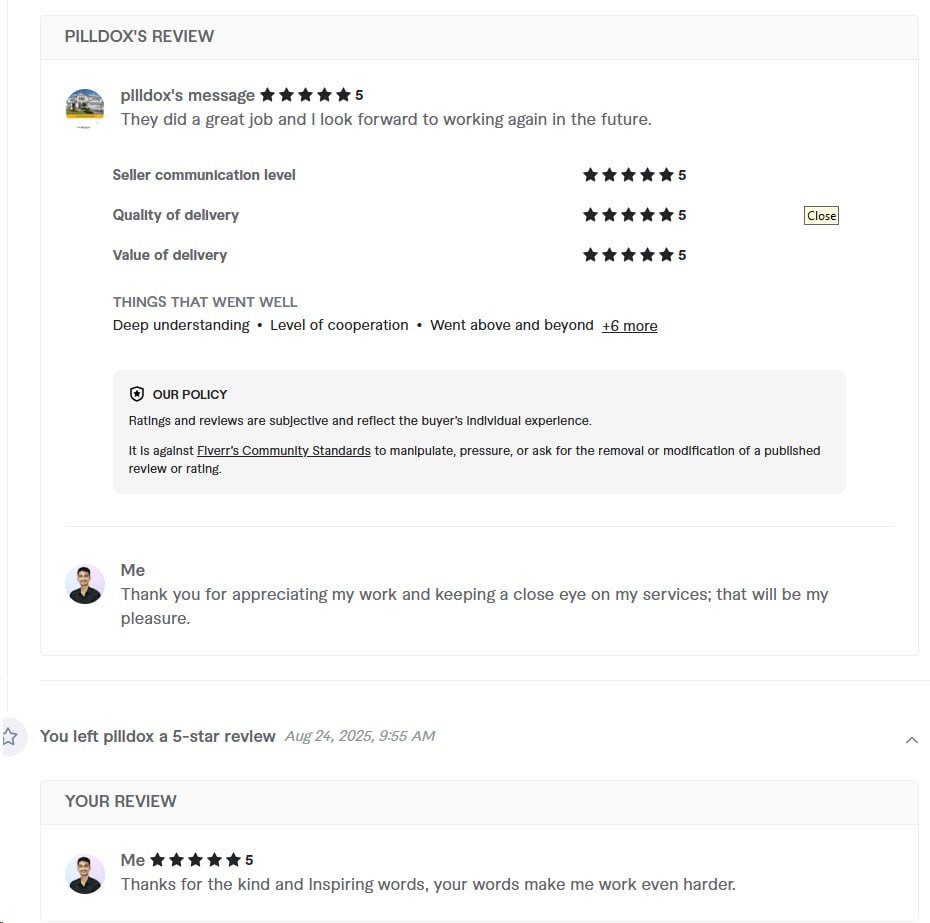 PILLDOX'S REVIEW
pilldox's message 5
They did a great job and I look forward to working again in the future.
Seller communication level 5
Quality of delivery 5
Close
Value of delivery 5
THINGS THAT WENT WELL
Deep understanding • Level of cooperation • Went above and beyond +6 more
OUR POLICY
Ratings and reviews are subjective and reflect the buyer's individual experience.
It is against Fiverr's Community Standards to manipulate, pressure, or ask for the removal or modification of a published
review or rating.
Me
Thank you for appreciating my work and keeping a close eye on my services; that will be my
pleasure.
You left pilldox a 5-star review Aug 24, 2025, 9:55 AM
YOUR REVIEW
Me 5
Thanks for the kind and Inspiring words, your words make me work even harder.